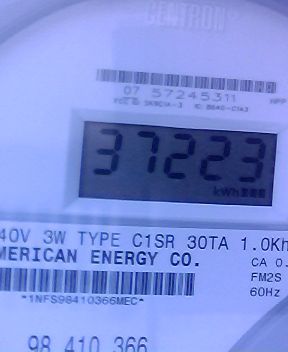 CENTRON®
07 57245311
37223
kWh
40V 3W TYPE C1SR 30TA 1.0Kh
MERICAN ENERGY CO.
CA 0.
FM2S
60Hz
*1NFS98410366MEC*
98 410 366